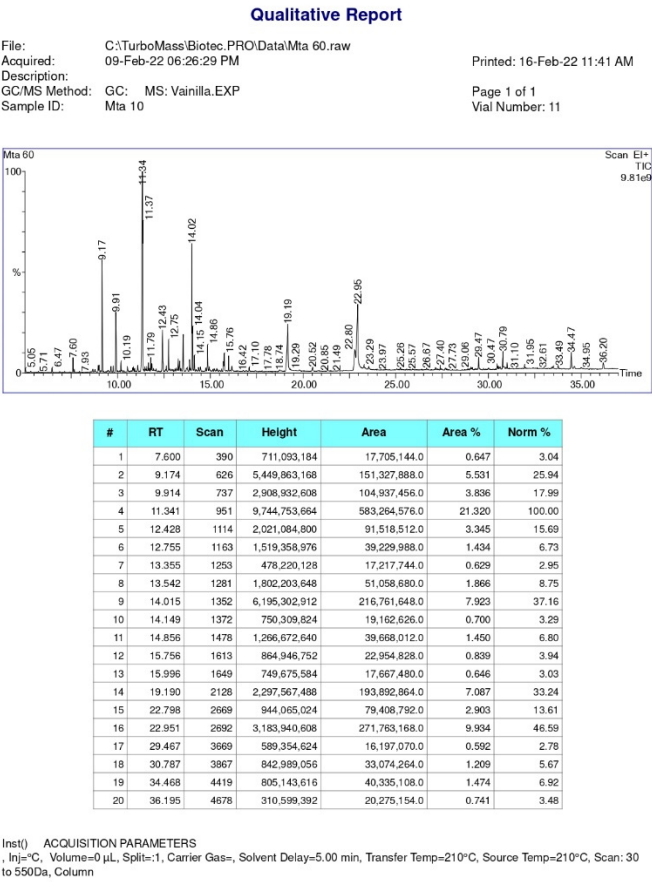 Qualitative Report
File: C:\TurboMass\Biotec.PRO\Data\Mta 60.raw
Acquired: 09-Feb-22 06:26:29 PM Printed: 16-Feb-22 11:41 AM
Description:
GC/MS Method: GC: MS: Vainilla.EXP Page 1 of 1
Sample ID: Mta 10 Vial Number: 11
Mta 60 Scan EI+
TIC
9.81e9
100
%
0
5.05 5.71 6.47 7.60 7.93 9.17 9.91 10.19 11.34 11.37 11.79 12.43 12.75 14.02 14.04 14.15 14.86 15.76 16.42 17.10 17.78 18.74 19.19 19.29 20.52 20.85 21.49 22.80 22.95 23.29 23.97 25.26 25.57 26.67 27.40 27.73 29.06 29.47 30.47 30.79 31.10 31.95 32.61 33.49 34.47 34.95 36.20
10.00 15.00 20.00 25.00 30.00 35.00 Time
# RT Scan Height Area Area % Norm %
1 7.600 390 711,093,184 17,705,144.0 0.647 3.04
2 9.174 626 5,449,863,168 151,327,888.0 5.531 25.94
3 9.914 737 2,908,932,608 104,937,456.0 3.836 17.99
4 11.341 951 9,744,753,664 583,264,576.0 21.320 100.00
5 12.428 1114 2,021,084,800 91,518,512.0 3.345 15.69
6 12.755 1163 1,519,358,976 39,229,988.0 1.434 6.73
7 13.355 1253 478,220,128 17,217,744.0 0.629 2.95
8 13.542 1281 1,802,203,648 51,058,680.0 1.866 8.75
9 14.015 1352 6,195,302,912 216,761,648.0 7.923 37.16
10 14.149 1372 750,309,824 19,162,626.0 0.700 3.29
11 14.856 1478 1,266,672,640 39,668,012.0 1.450 6.80
12 15.756 1613 864,946,752 22,954,828.0 0.839 3.94
13 15.996 1649 749,675,584 17,667,480.0 0.646 3.03
14 19.190 2128 2,297,567,488 193,892,864.0 7.087 33.24
15 22.798 2669 944,065,024 79,408,792.0 2.903 13.61
16 22.951 2692 3,183,940,608 271,763,168.0 9.934 46.59
17 29.467 3669 589,354,624 16,197,070.0 0.592 2.78
18 30.787 3867 842,989,056 33,074,264.0 1.209 5.67
19 34.468 4419 805,143,616 40,335,108.0 1.474 6.92
20 36.195 4678 310,599,392 20,275,154.0 0.741 3.48
Inst() ACQUISITION PARAMETERS
, Inj=ºC, Volume=0 µL, Split=:1, Carrier Gas=, Solvent Delay=5.00 min, Transfer Temp=210ºC, Source Temp=210ºC, Scan: 30
to 550Da, Column